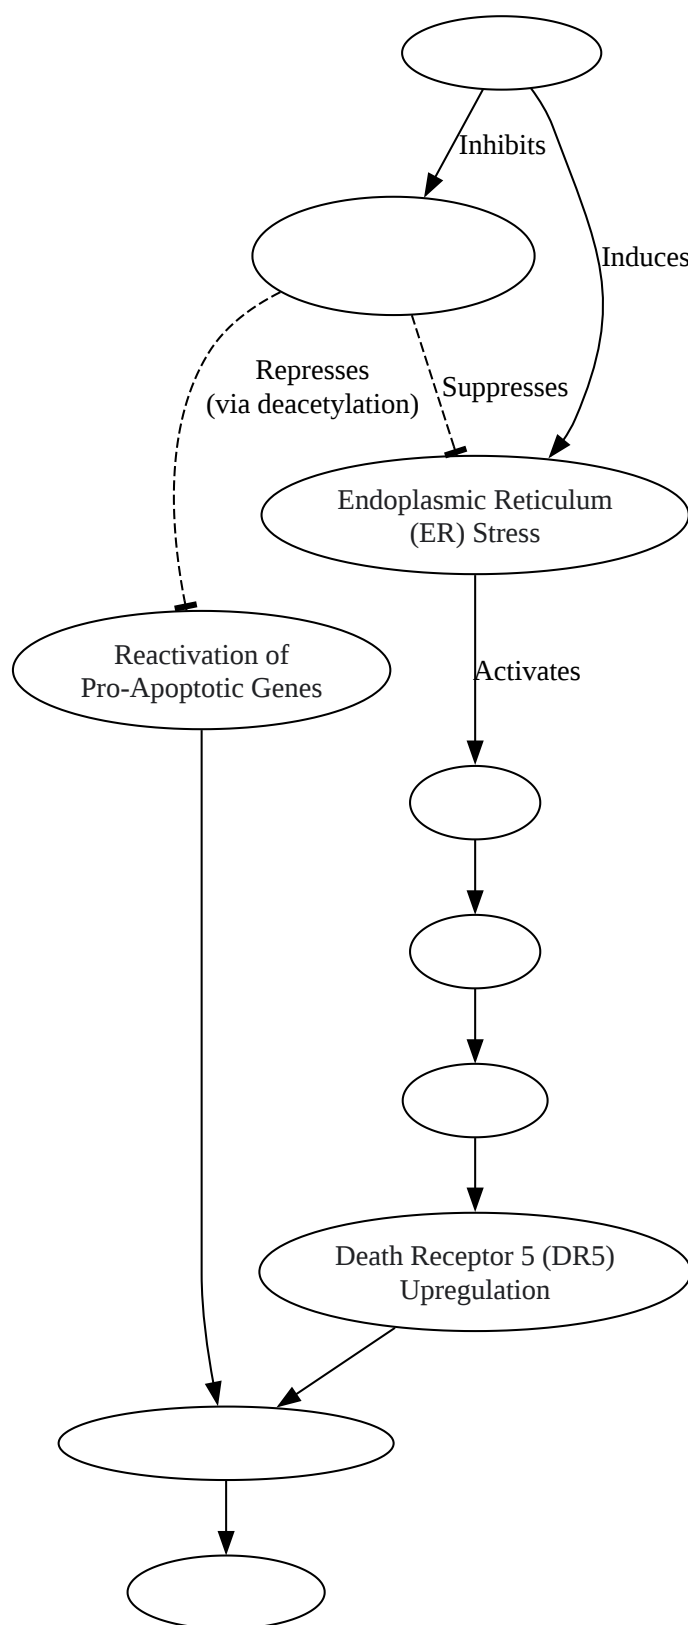 Inhibits
Induces
Represses
(via deacetylation)
Suppresses
Endoplasmic Reticulum
(ER) Stress
Reactivation of
Pro-Apoptotic Genes
Activates
Death Receptor 5 (DR5)
Upregulation